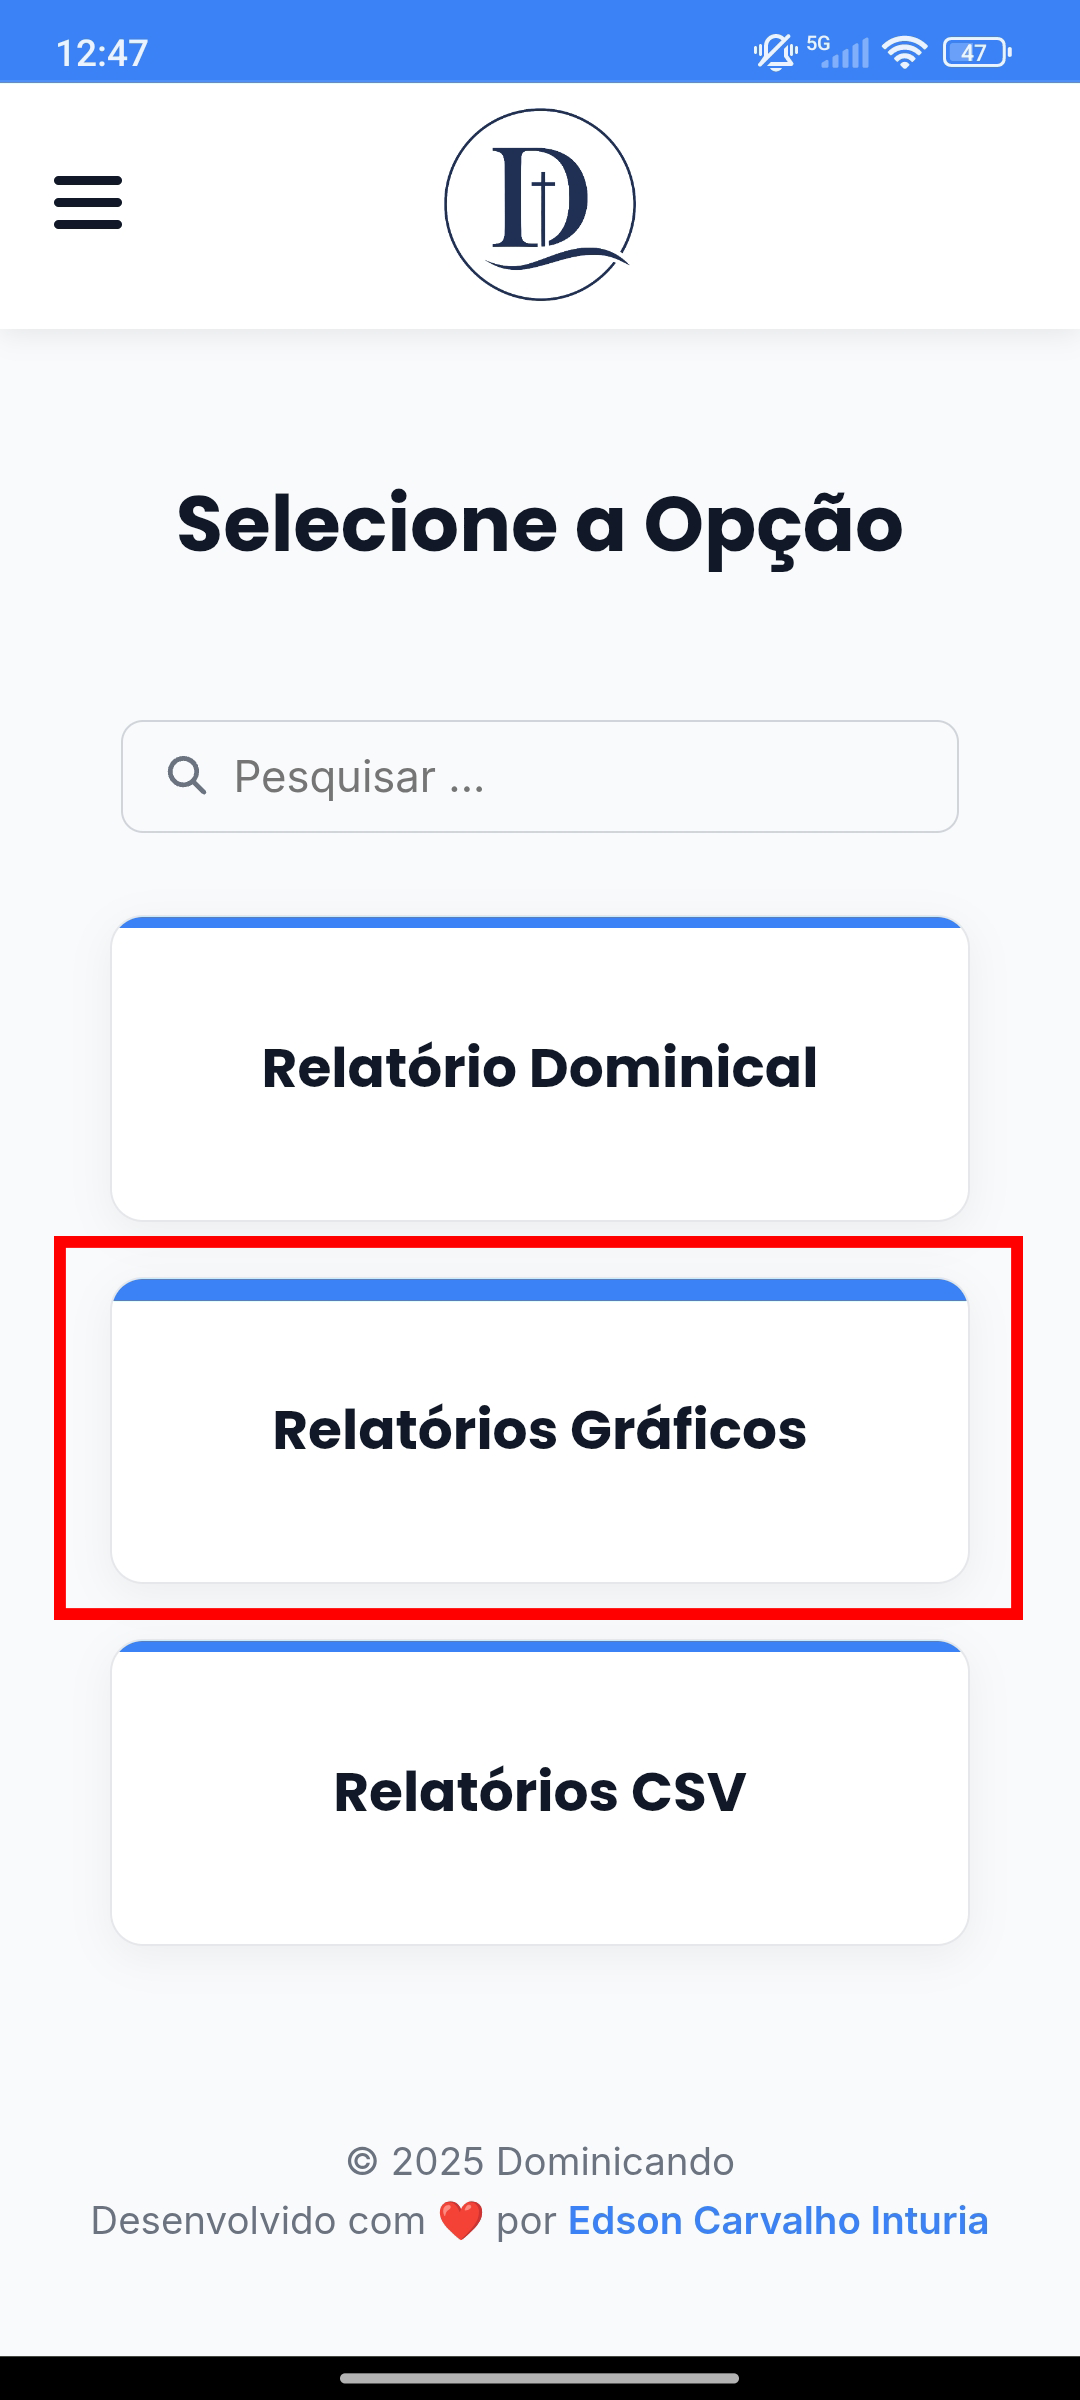 12:47
5G
47
D
Selecione a Opção
Pesquisar ...
Relatório Dominical
Relatórios Gráficos
Relatórios CSV
© 2025 Dominicando
Desenvolvido com ❤️ por Edson Carvalho Inturia